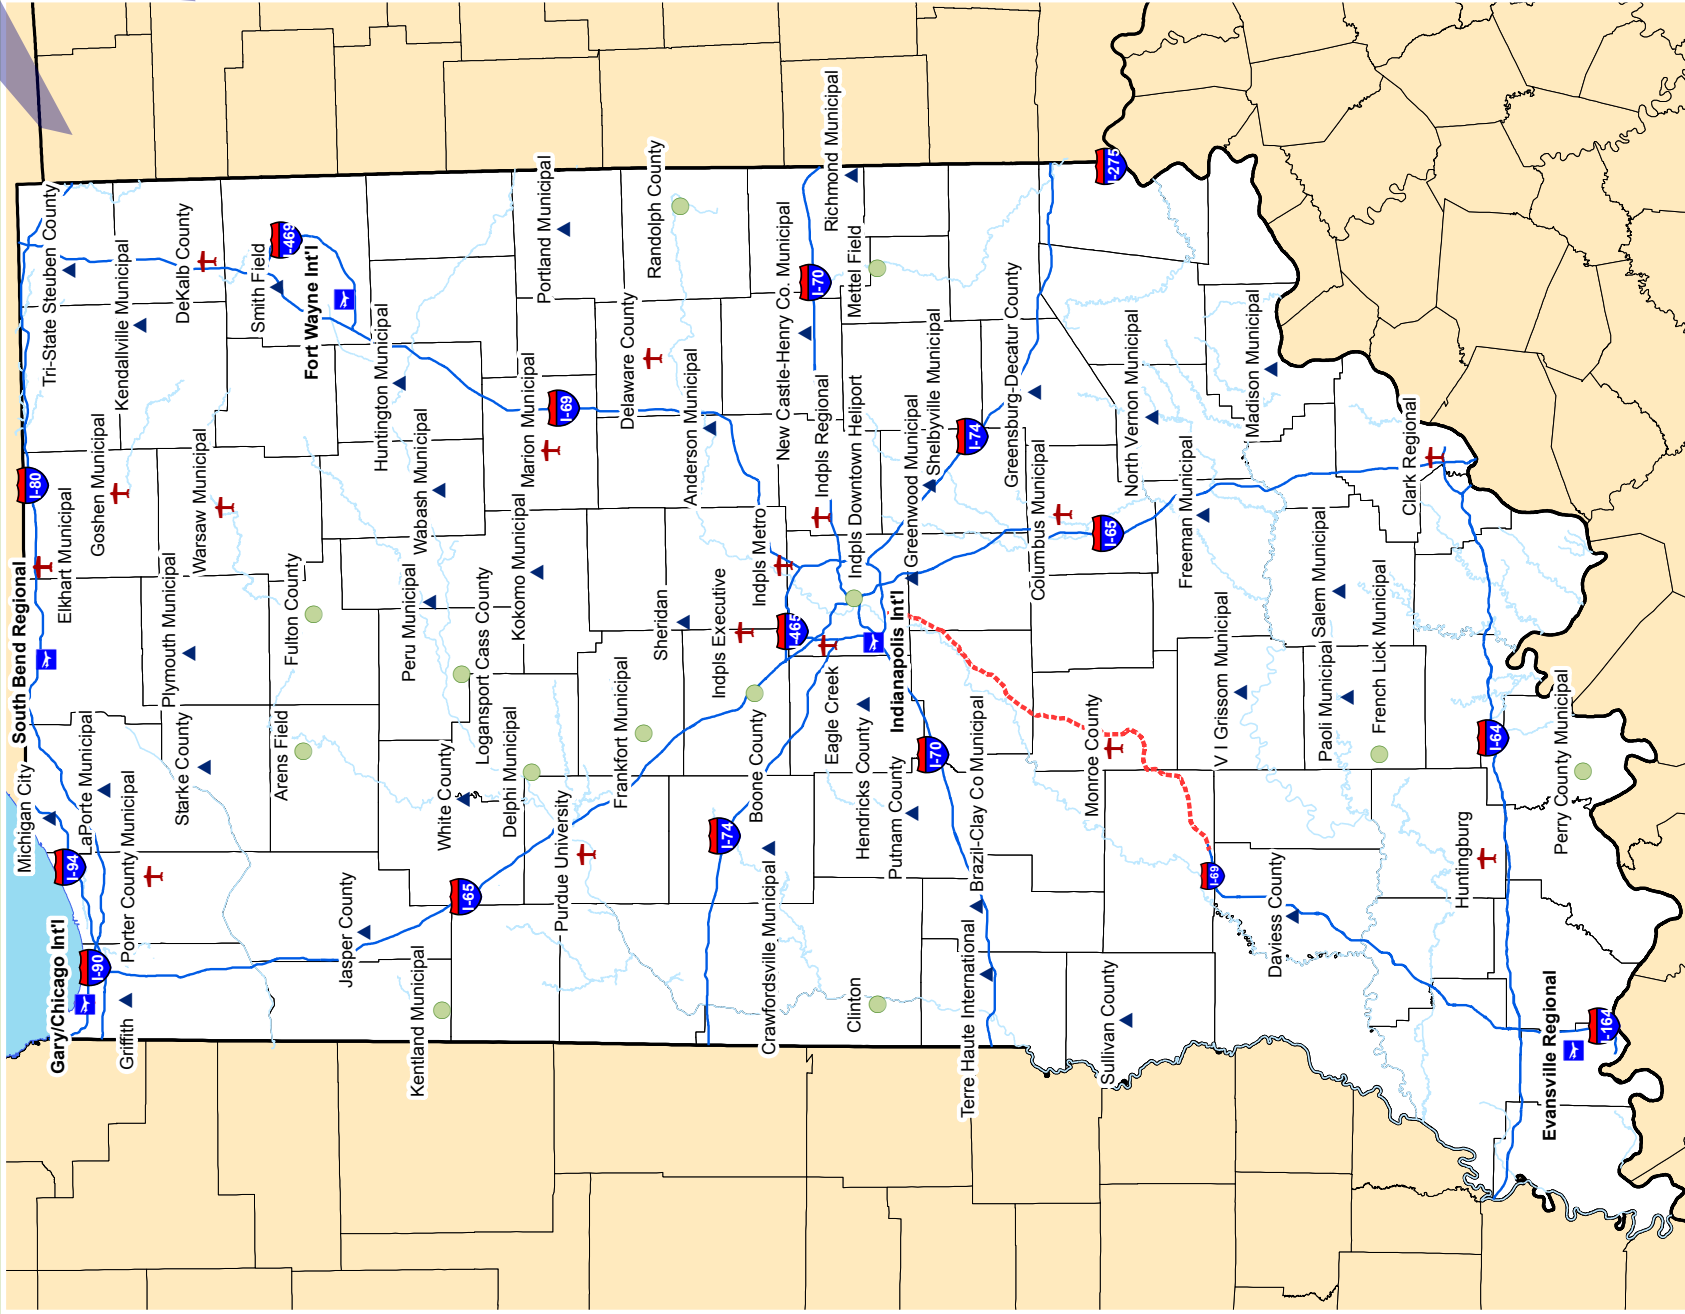 Tri-State Steuben County
Kendallville Municipal
DeKalb County
Smith Field
I-469
Fort Wayne Int'l
Huntington Municipal
I-80
Elkhart Municipal
Goshen Municipal
Warsaw Municipal
Wabash Municipal
South Bend Regional
Plymouth Municipal
Fulton County
Peru Municipal
Michigan City
LaPorte Municipal
Starke County
Arens Field
Logansport Cass County
White County
I-94
Porter County Municipal
Gary/Chicago Int'l
I-90
Griffith
Jasper County
I-65
Kentland Municipal
Portland Municipal
Randolph County
Marion Municipal
I-69
Delaware County
Anderson Municipal
Kokomo Municipal
Sheridan
Indpls Executive
Indpls Metro
Delphi Municipal
Purdue University
Frankfort Municipal
Boone County
I-74
Crawfordsville Municipal
New Castle-Henry Co. Municipal
Richmond Municipal
I-70
Mettel Field
Indpls Regional
Indpls Downtown Heliport
I-465
Eagle Creek
Indianapolis Int'l
Hendricks County
Putnam County
Clinton
Greenwood Municipal
Shelbyville Municipal
I-74
Greensburg-Decatur County
I-70
Brazil-Clay Co Municipal
Terre Haute International
Columbus Municipal
I-65
I-275
North Vernon Municipal
Freeman Municipal
Madison Municipal
Monroe County
V I Grissom Municipal
Sullivan County
I-69
Daviess County
Salem Municipal
Paoli Municipal
French Lick Municipal
Clark Regional
I-64
Huntingburg
Perry County Municipal
Evansville Regional
I-164